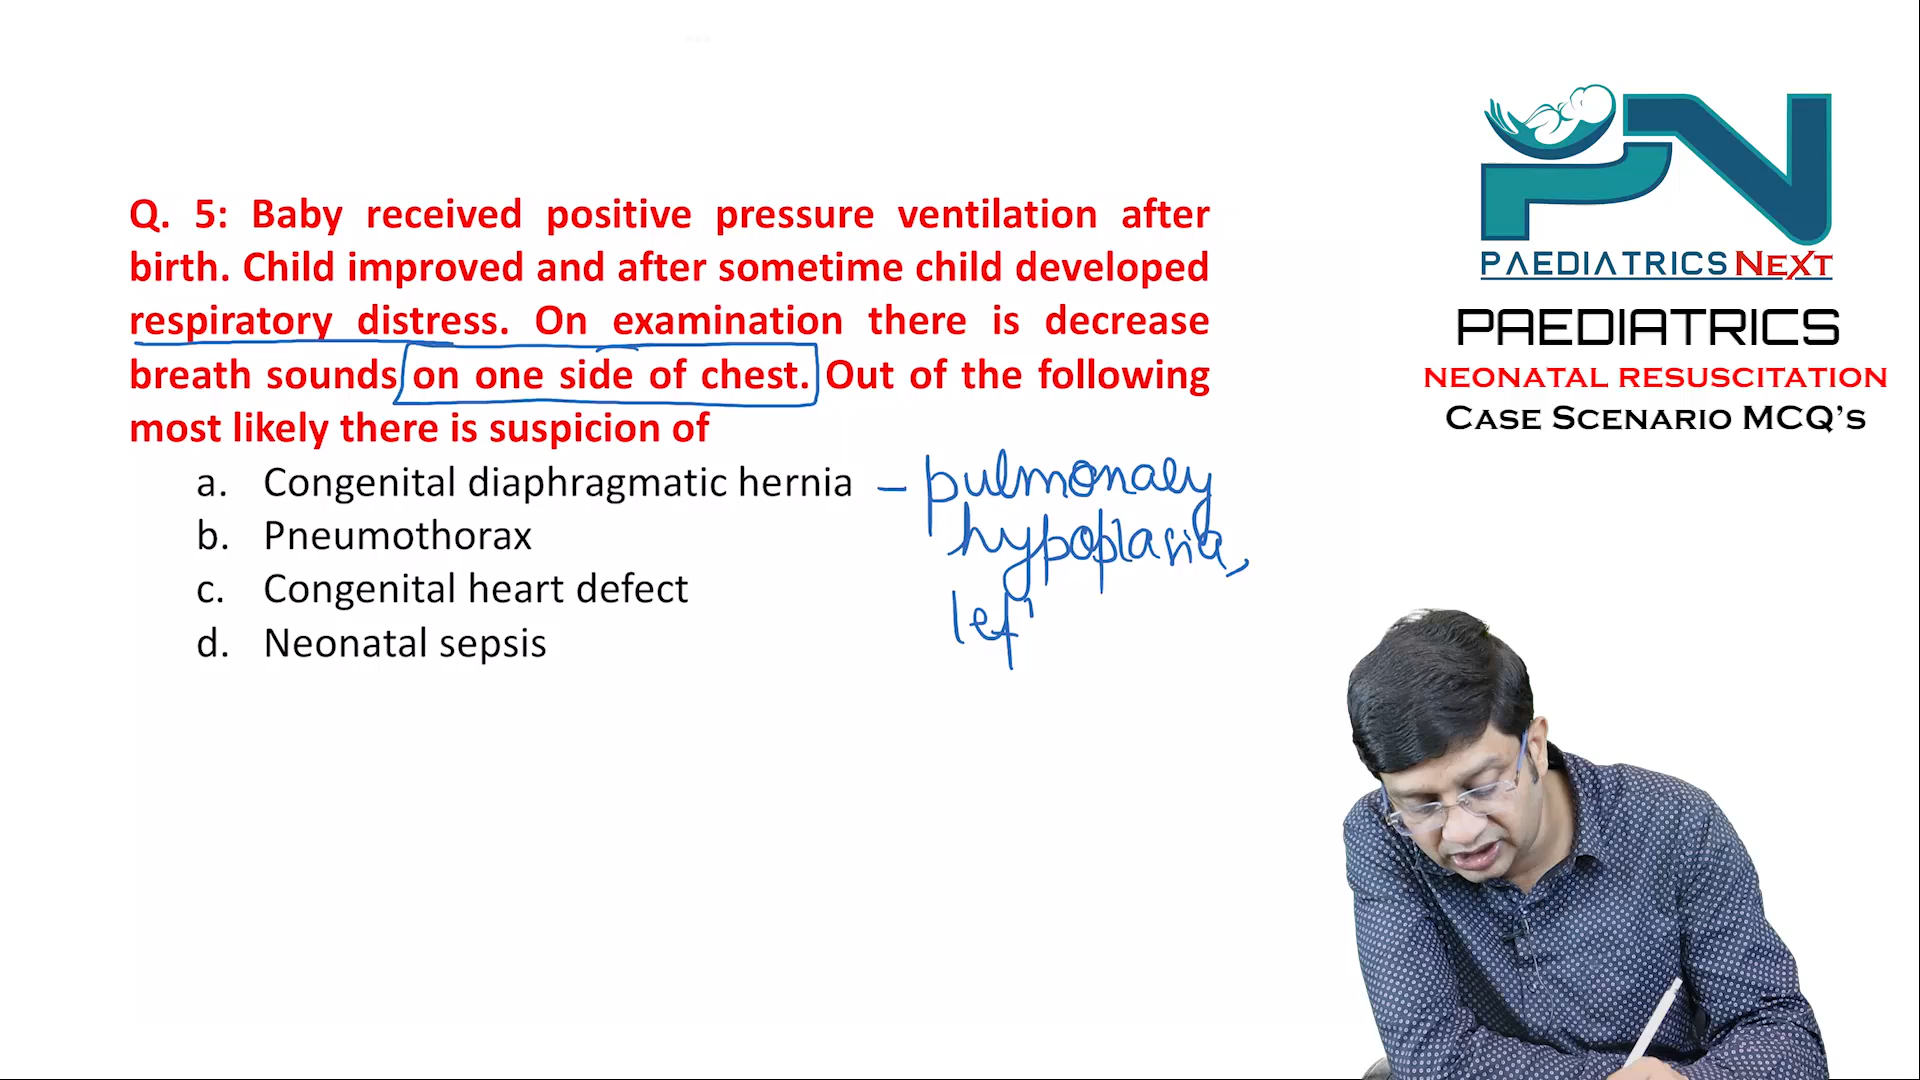 Q. 5: Baby received positive pressure ventilation after
birth. Child improved and after sometime child developed
respiratory distress. On examination there is decrease
breath sounds on one side of chest. Out of the following
most likely there is suspicion of
a. Congenital diaphragmatic hernia – pulmonary
hypoplasia,
b. Pneumothorax
c. Congenital heart defect
lef
d. Neonatal sepsis
PN
PAEDIATRICS NEXT
PAEDIATRICS
NEONATAL RESUSCITATION
CASE SCENARIO MCQ'S